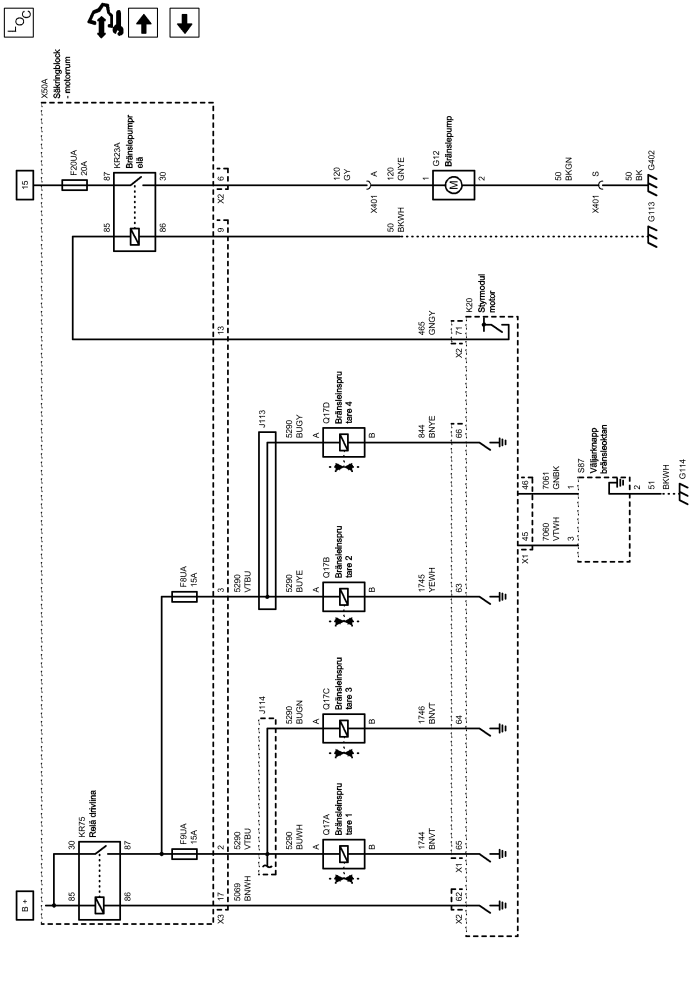 LOC
X50A
Säkringblock
- motorrum
15
F20UA
20A
87
KR23A
Bränslepumpr
elä
30
85
86
6
X2
9
13
120
GY
A
X401
120
GNYE
1
G12
Bränslepump
M
2
50
BKGN
S
X401
50
BK
G402
50
BKWH
G113
465
GNGY
71
X2
K20
Styrmodul
motor
J113
5290
BUGY
A
Q17D
Bränsleinspru
tare 4
B
844
BNYE
66
F8UA
15A
3
5290
VTBU
5290
BUYE
A
Q17B
Bränsleinspru
tare 2
B
1745
YEWH
63
J114
5290
BUGN
A
Q17C
Bränsleinspru
tare 3
B
1746
BNVT
64
B +
30
KR75
Relä drivlina
87
85
86
F9UA
15A
2
5290
VTBU
5290
BUWH
A
Q17A
Bränsleinspru
tare 1
B
1744
BNVT
65
X1
X3
17
5069
BNWH
62
X2
46
7061
GNBK
1
45
X1
7060
VTWH
3
S87
Väljarknapp
bränsleoktan
2
51
BKWH
G114